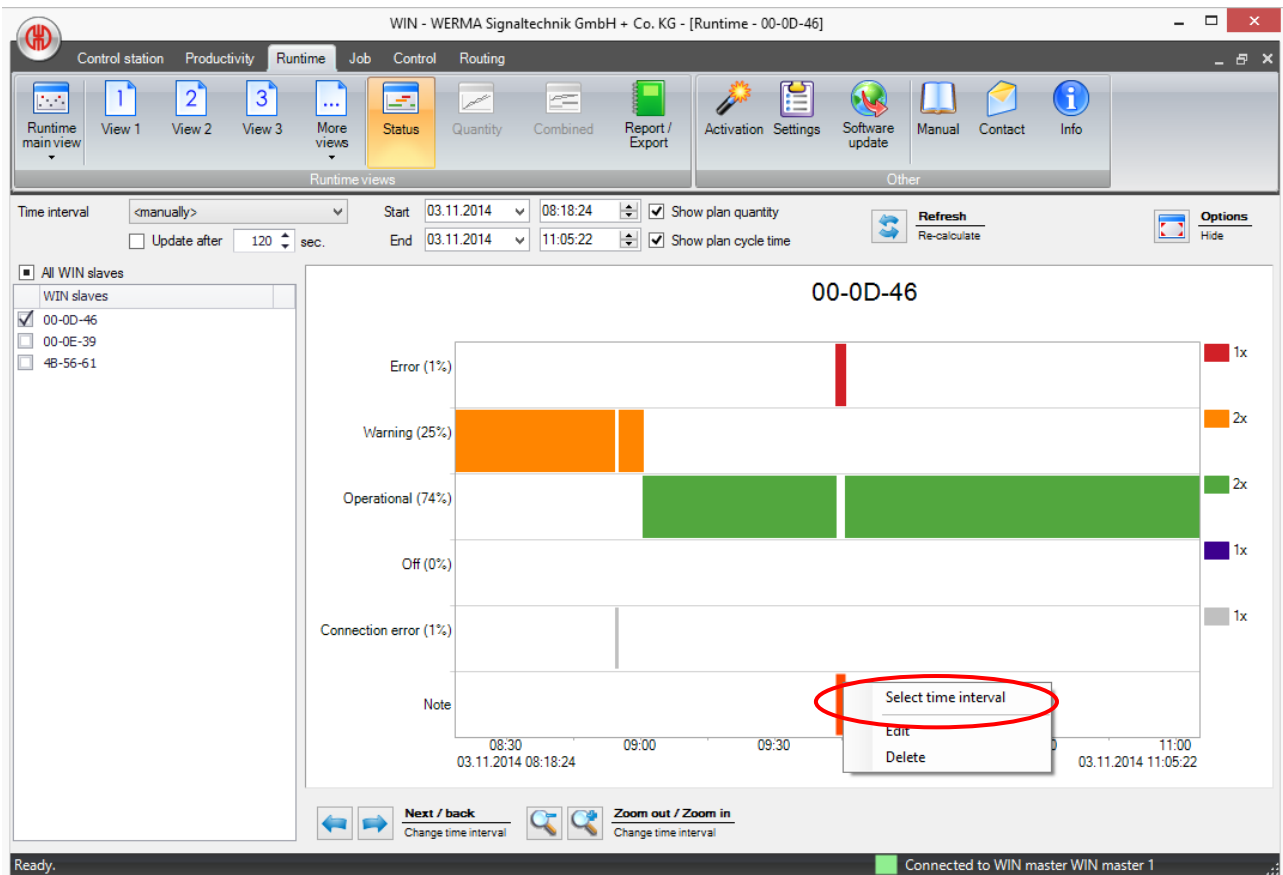 WIN - WERMA Signaltechnik GmbH + Co. KG - [Runtime - 00-0D-46]
Control station Productivity Runtime Job Control Routing
Runtime main view
View 1
View 2
View 3
More views
Status
Quantity
Combined
Report / Export
Activation
Settings
Software update
Manual
Contact
Info
Runtime views
Other
Time interval <manually> Start 03.11.2014 08:18:24 Show plan quantity
Update after 120 sec. End 03.11.2014 11:05:22 Show plan cycle time
Refresh
Re-calculate
Options
Hide
All WIN slaves
WIN slaves
00-0D-46
00-0E-39
4B-56-61
00-0D-46
Error (1%) 1x
Warning (25%) 2x
Operational (74%) 2x
Off (0%) 1x
Connection error (1%) 1x
Note
Select time interval
Edit
Delete
08:30 09:00 09:30 11:00
03.11.2014 08:18:24 03.11.2014 11:05:22
Next / back
Change time interval
Zoom out / Zoom in
Change time interval
Ready. Connected to WIN master WIN master 1